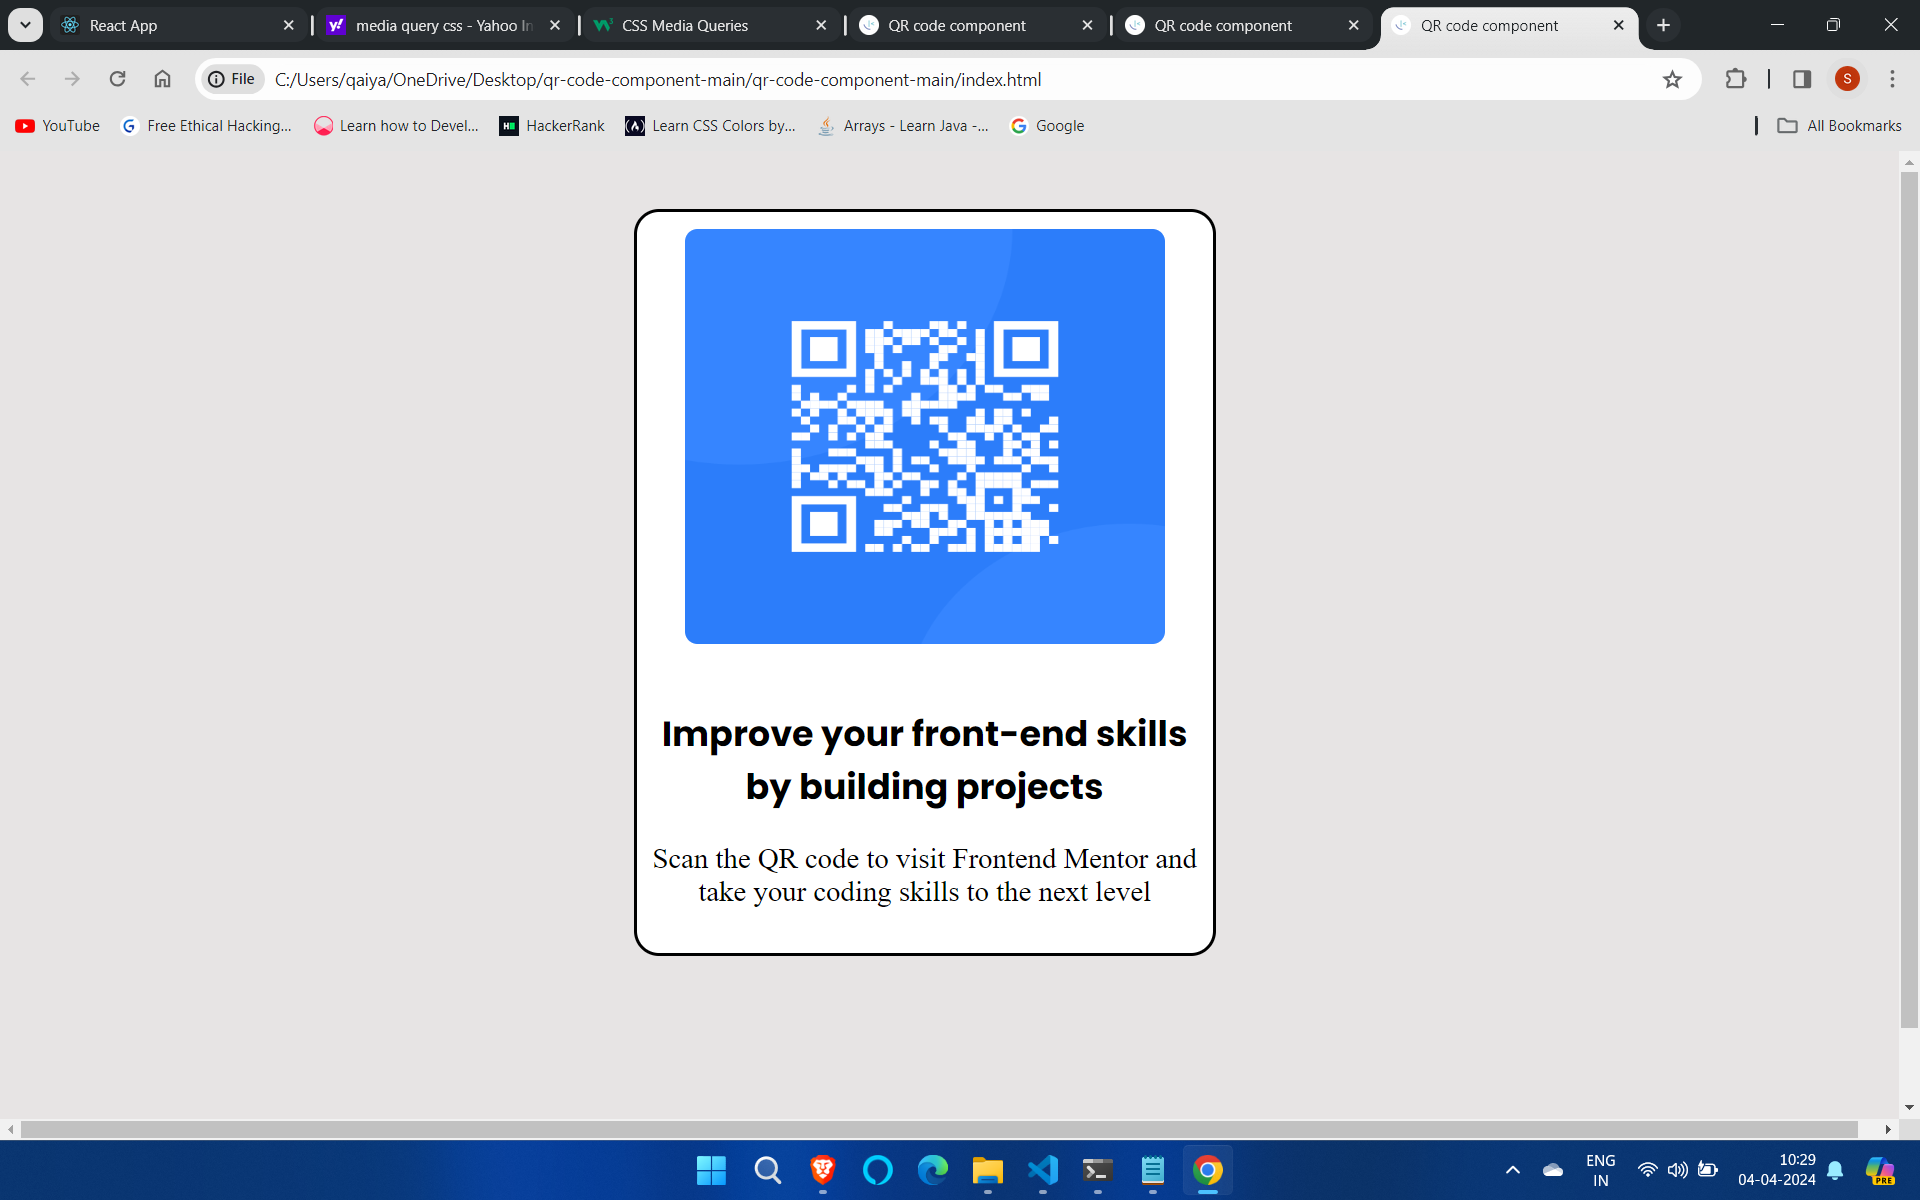 React App
media query css - Yahoo In
CSS Media Queries
QR code component
QR code component
QR code component
File
C:/Users/qaiya/OneDrive/Desktop/qr-code-component-main/qr-code-component-main/index.html
S
YouTube
Free Ethical Hacking...
Learn how to Devel...
HackerRank
Learn CSS Colors by...
Arrays - Learn Java -...
Google
All Bookmarks
Improve your front-end skills
by building projects
Scan the QR code to visit Frontend Mentor and
take your coding skills to the next level
ENG
IN
10:29
04-04-2024
PRE